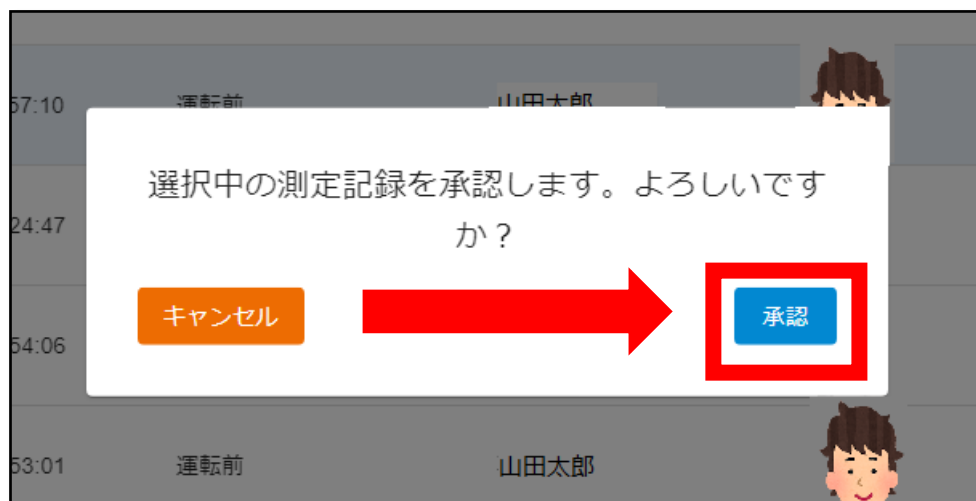 57:10 運転前 山田太郎
選択中の測定記録を承認します。よろしいです
か？
24:47
キャンセル 承認
54:06
53:01 運転前 山田太郎